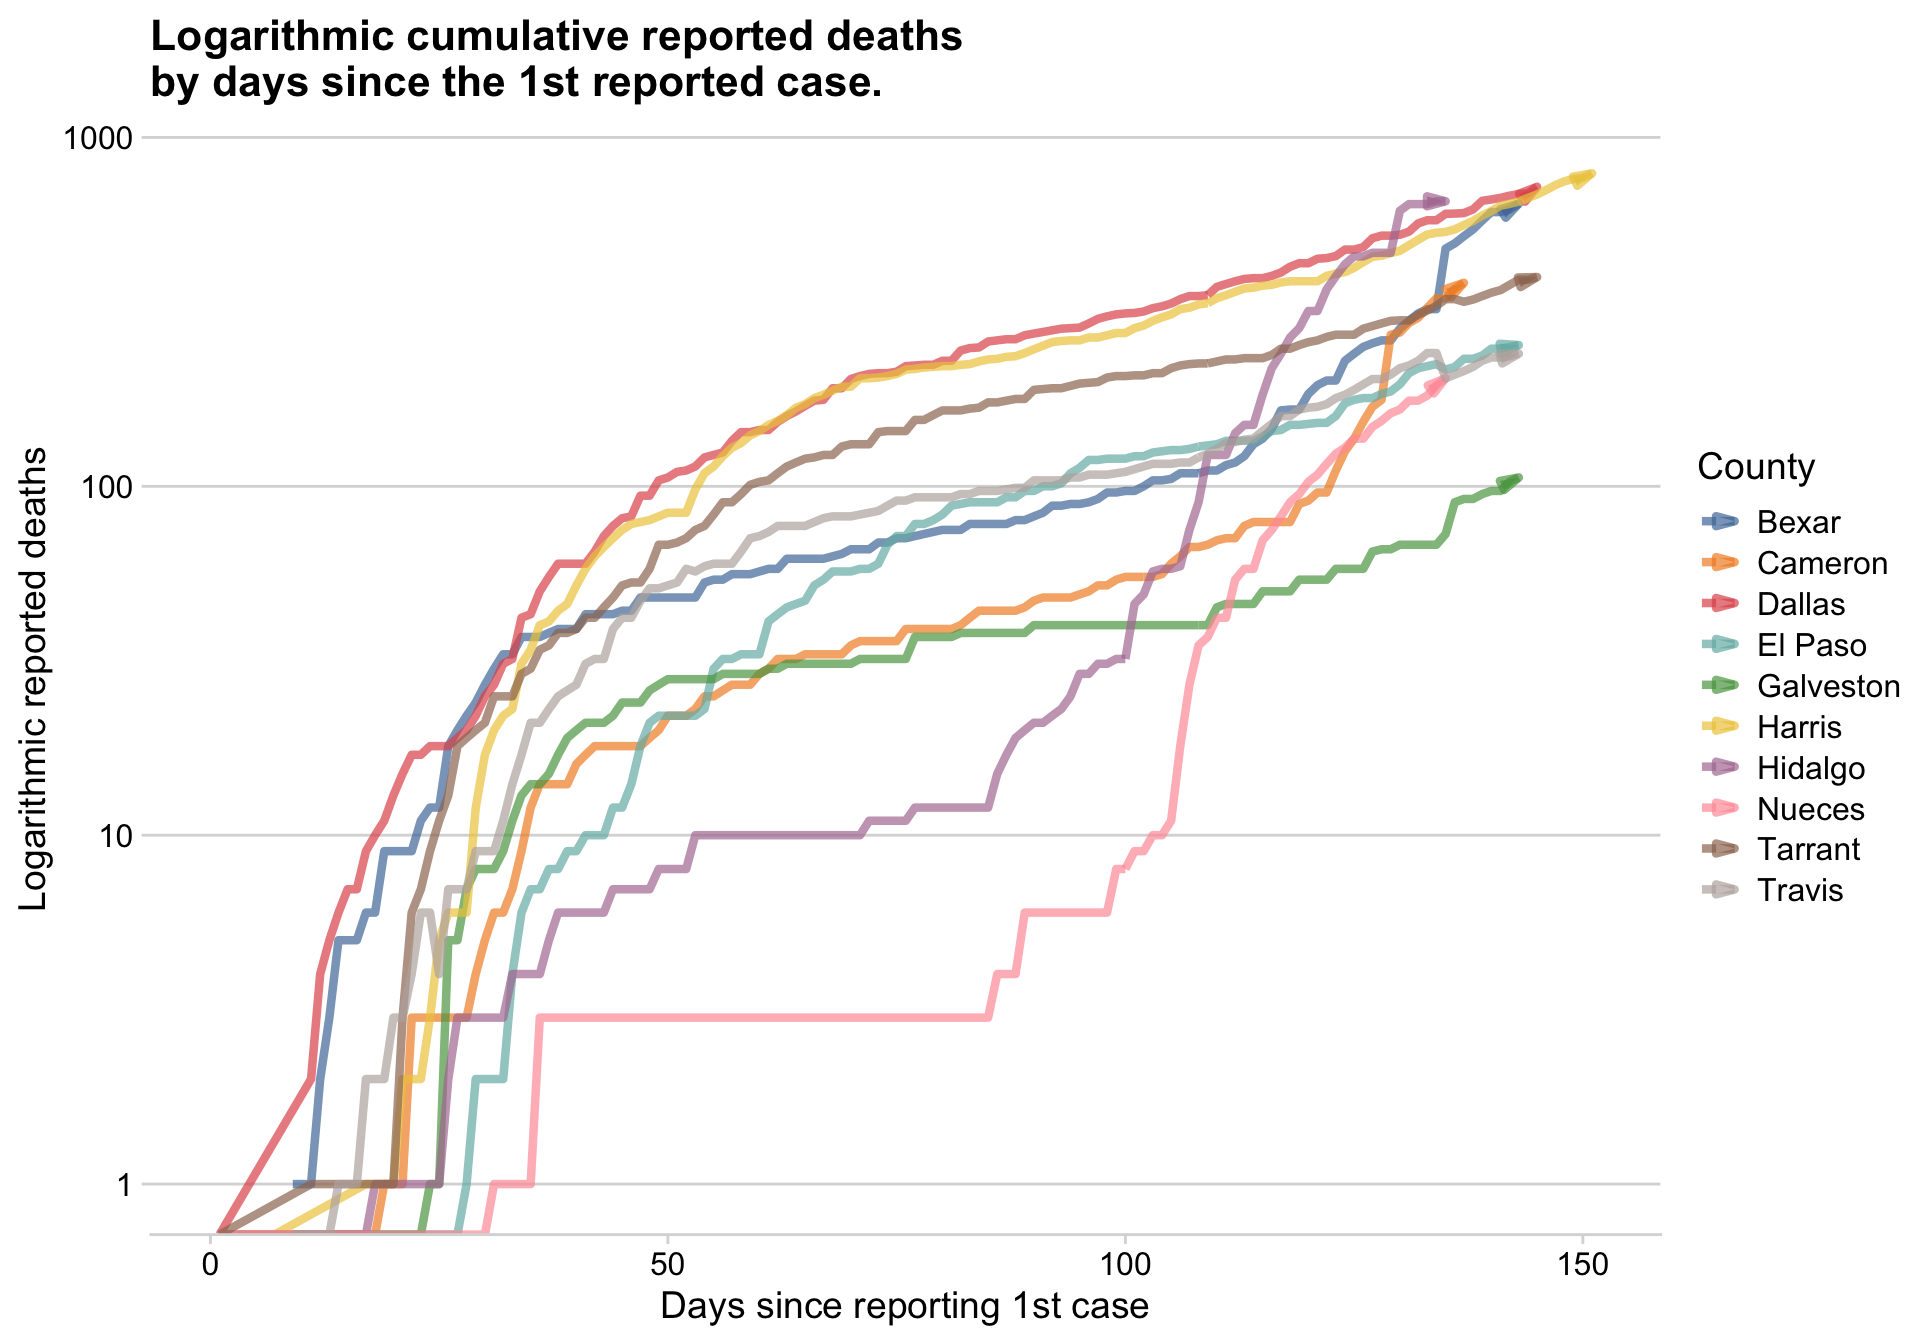 Logarithmic cumulative reported deaths
by days since the 1st reported case.
Logarithmic reported deaths
1000
100
10
1
0
50
100
150
Days since reporting 1st case
County
Bexar
Cameron
Dallas
El Paso
Galveston
Harris
Hidalgo
Nueces
Tarrant
Travis